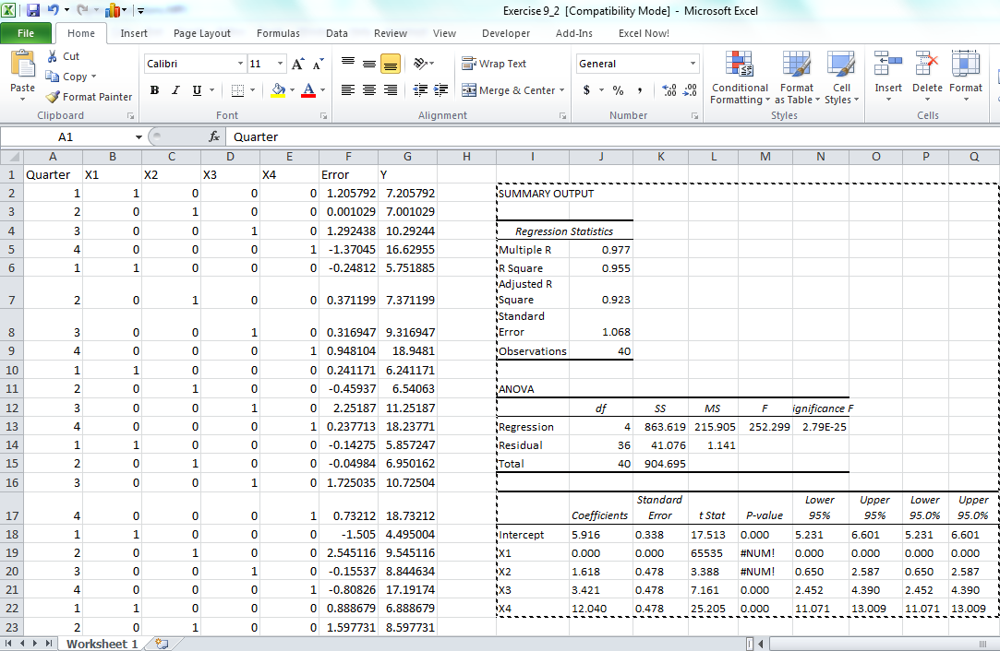 Exercise 9_2 [Compatibility Mode] - Microsoft Excel
File Home Insert Page Layout Formulas Data Review View Developer Add-Ins Excel Now!
Paste Cut Copy Format Painter Clipboard
Calibri 11 A A B I U A Font
Wrap Text Merge & Center Alignment
General $ % , .00 .0 Number
Conditional Formatting Format as Table Cell Styles Styles
Insert Delete Format Cells
A1 fx Quarter
A B C D E F G H I J K L M N O P Q
1 Quarter X1 X2 X3 X4 Error Y
2 1 1 0 0 0 1.205792 7.205792 SUMMARY OUTPUT
3 2 0 1 0 0 0.001029 7.001029
4 3 0 0 1 0 1.292438 10.29244 Regression Statistics
5 4 0 0 0 1 -1.37045 16.62955 Multiple R 0.977
6 1 1 0 0 0 -0.24812 5.751885 R Square 0.955
7 2 0 1 0 0 0.371199 7.371199 Adjusted R Square 0.923
8 3 0 0 1 0 0.316947 9.316947 Standard Error 1.068
9 4 0 0 0 1 0.948104 18.9481 Observations 40
10 1 1 0 0 0 0.241171 6.241171
11 2 0 1 0 0 -0.45937 6.54063 ANOVA
12 3 0 0 1 0 2.25187 11.25187 df SS MS F ignificance F
13 4 0 0 0 1 0.237713 18.23771 Regression 4 863.619 215.905 252.299 2.79E-25
14 1 1 0 0 0 -0.14275 5.857247 Residual 36 41.076 1.141
15 2 0 1 0 0 -0.04984 6.950162 Total 40 904.695
16 3 0 0 1 0 1.725035 10.72504
17 4 0 0 0 1 0.73212 18.73212 Coefficients Standard Error t Stat P-value Lower 95% Upper 95% Lower 95.0% Upper 95.0%
18 1 1 0 0 0 -1.505 4.495004 Intercept 5.916 0.338 17.513 0.000 5.231 6.601 5.231 6.601
19 2 0 1 0 0 2.545116 9.545116 X1 0.000 0.000 65535 #NUM! 0.000 0.000 0.000 0.000
20 3 0 0 1 0 -0.15537 8.844634 X2 1.618 0.478 3.388 #NUM! 0.650 2.587 0.650 2.587
21 4 0 0 0 1 -0.80826 17.19174 X3 3.421 0.478 7.161 0.000 2.452 4.390 2.452 4.390
22 1 1 0 0 0 0.888679 6.888679 X4 12.040 0.478 25.205 0.000 11.071 13.009 11.071 13.009
23 2 0 1 0 0 1.597731 8.597731
Worksheet 1